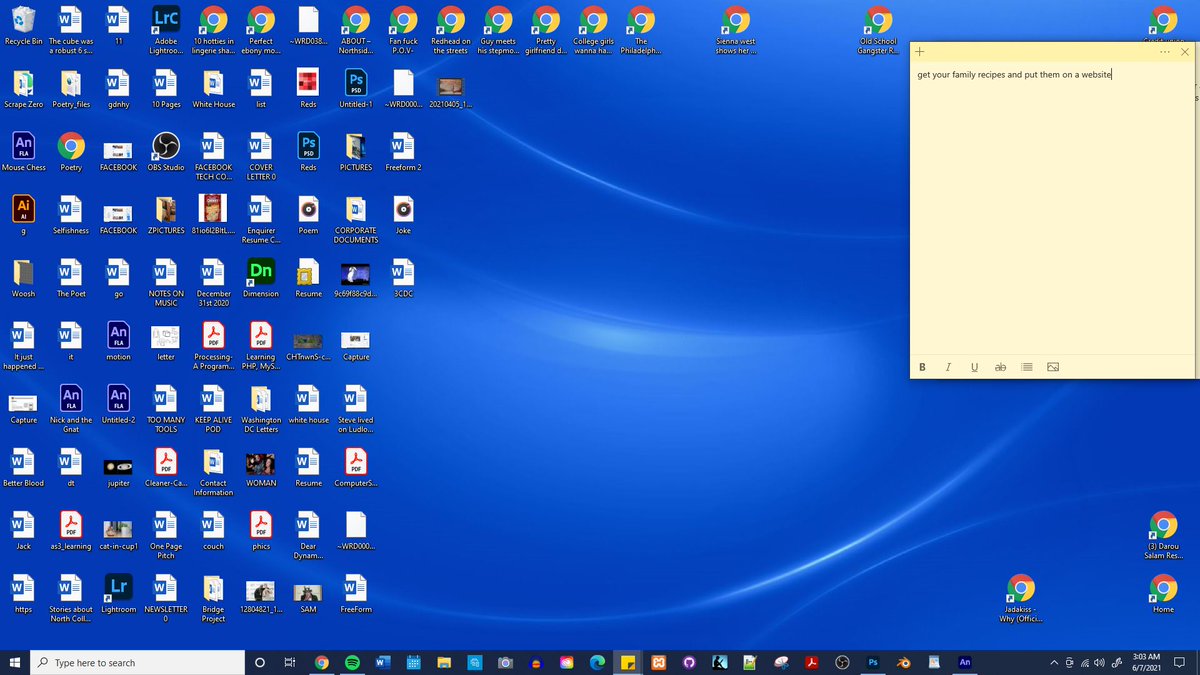 Recycle Bin
The cube was
a robust 6 s...
11
Adobe
Lightroo...
10 hotties in
lingerie sha...
Perfect
ebony mo...
~WRD038...
ABOUT –
Northsid...
Fan fuck
P.O.V-
Redhead on
the streets
Guy meets
his stepmo...
Pretty
girlfriend d...
College girls
wanna ha...
The
Philadelph...
Sienna west
shows her ...
Old School
Gangster R...
get your family recipes and put them on a website
Scrape Zero
Poetry_files
gdnhy
10 Pages
White House
list
Reds
Untitled-1
~WRD000...
20210405_1...
Mouse Chess
Poetry
FACEBOOK
OBS Studio
FACEBOOK
TECH CO...
COVER
LETTER 0
Reds
PICTURES
Freeform 2
g
Selfishness
FACEBOOK
ZPICTURES
81io6l2BltL...
Enquirer
Resume C...
Poem
CORPORATE
DOCUMENTS
Joke
Woosh
The Poet
go
NOTES ON
MUSIC
December
31st 2020
Dimension
Resume
9c69f88c9d...
3CDC
It just
happened ...
it
motion
letter
Processing-
A Program...
Learning
PHP, MyS...
CHTnwnS-c...
Capture
B I U ab
Capture
Nick and the
Gnat
Untitled-2
TOO MANY
TOOLS
KEEP ALIVE
POD
Washington
DC Letters
white house
Steve lived
on Ludlo...
Better Blood
dt
jupiter
Cleaner-Ca...
Contact
Information
WOMAN
Resume
ComputerS...
Jack
as3_learning
cat-in-cup1
One Page
Pitch
couch
phics
Dear
Dynam...
~WRD000...
(3) Darou
Salam Res...
https
Stories about
North Coll...
Lightroom
NEWSLETTER
0
Bridge
Project
12804821_1...
SAM
FreeForm
Jadakiss -
Why (Offici...
Home
Type here to search
3:03 AM
6/7/2021